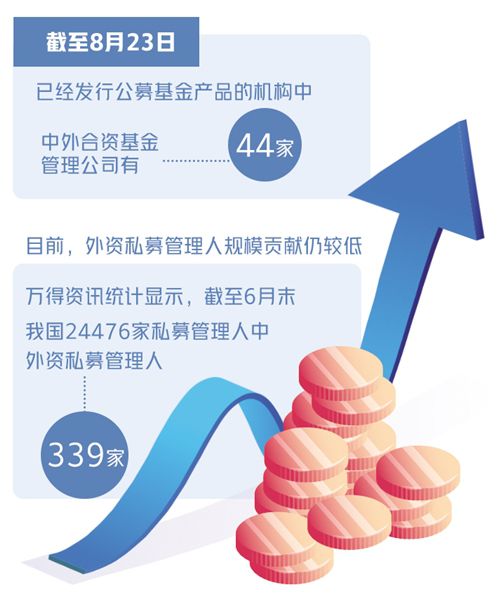 截至8月23日
已经发行公募基金产品的机构中
中外合资基金
管理公司有
44家
目前，外资私募管理人规模贡献仍较低
万得资讯统计显示，截至6月末
我国24476家私募管理人中
外资私募管理人
339家